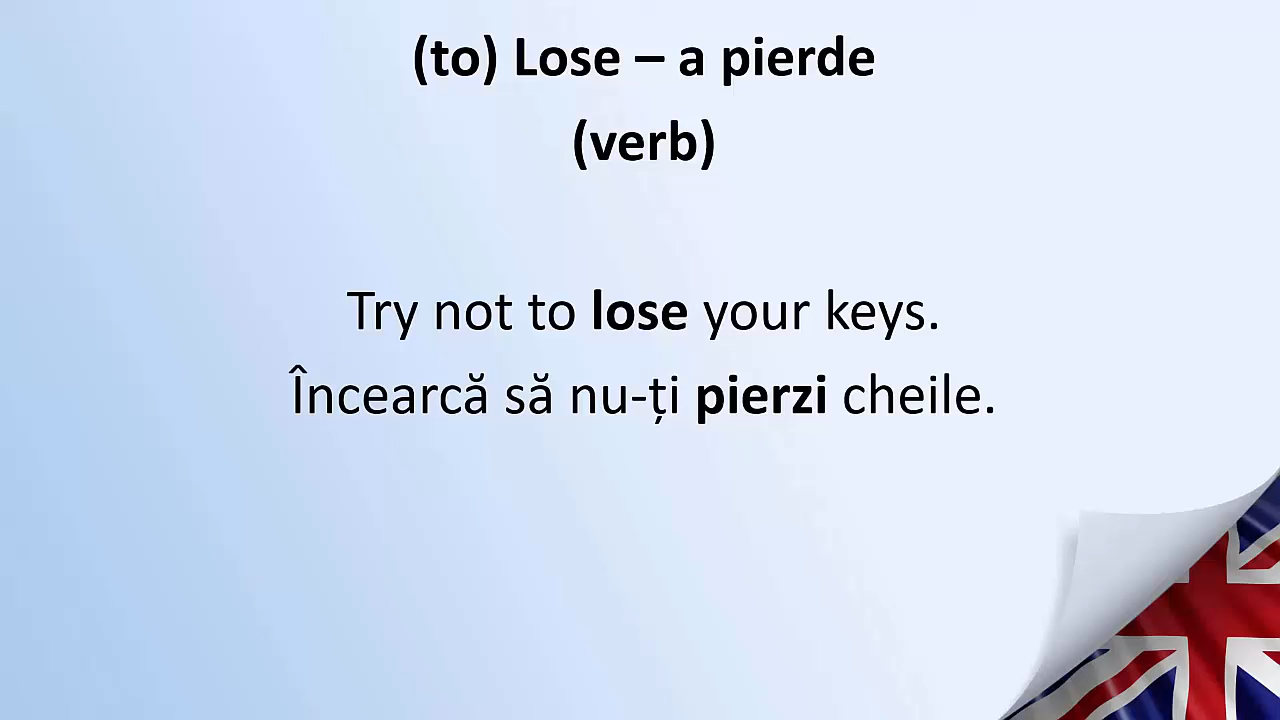 (to) Lose – a pierde
(verb)
Try not to lose your keys.
Încearcă să nu-ți pierzi cheile.